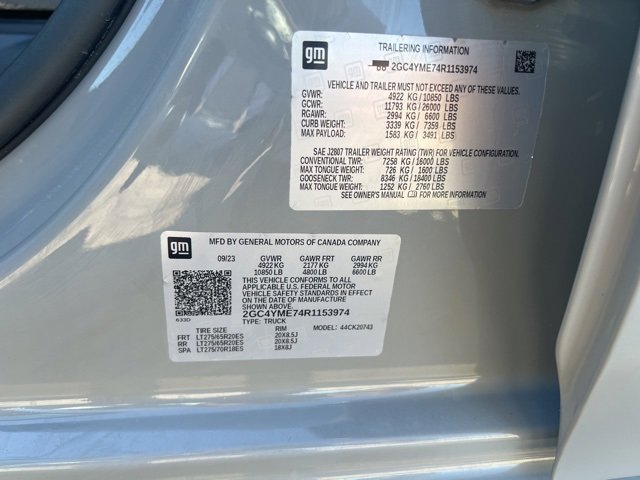 gm
TRAILERING INFORMATION
2GC4YME74R1153974
VEHICLE AND TRAILER MUST NOT EXCEED ANY OF THESE VALUES.
GVWR: 4922 KG/10850 LBS
GCWR: 11793 KG/26000 LBS
RGAWR: 2994 KG/ 6600 LBS
CURB WEIGHT: 3339 KG/ 7359 LBS
MAX PAYLOAD: 1583 KG/ 3491 LBS
SAE J2807 TRAILER WEIGHT RATING (TWR) FOR VEHICLE CONFIGURATION.
CONVENTIONAL TWR: 7258 KG/16000 LBS
MAX TONGUE WEIGHT: 726 KG/ 1600 LBS
GOOSENECK TWR: 8346 KG/18400 LBS
MAX TONGUE WEIGHT: 1252 KG/ 2760 LBS
SEE OWNER'S MANUAL FOR MORE INFORMATION
gm
MFD BY GENERAL MOTORS OF CANADA COMPANY
09/23 GVWR GAWR FRT GAWR RR
4922 KG 2177 KG 2994 KG
10850 LB 4800 LB 6600 LB
THIS VEHICLE CONFORMS TO ALL
APPLICABLE U.S. FEDERAL MOTOR
VEHICLE SAFETY STANDARDS IN EFFECT
ON THE DATE OF MANUFACTURE
SHOWN ABOVE.
2GC4YME74R1153974
TYPE: TRUCK
633D
TIRE SIZE RIM MODEL: 44CK20743
FRT LT275/65R20ES 20X8.5J
RR LT275/65R20ES 20X8.5J
SPA LT275/70R18ES 18X8J